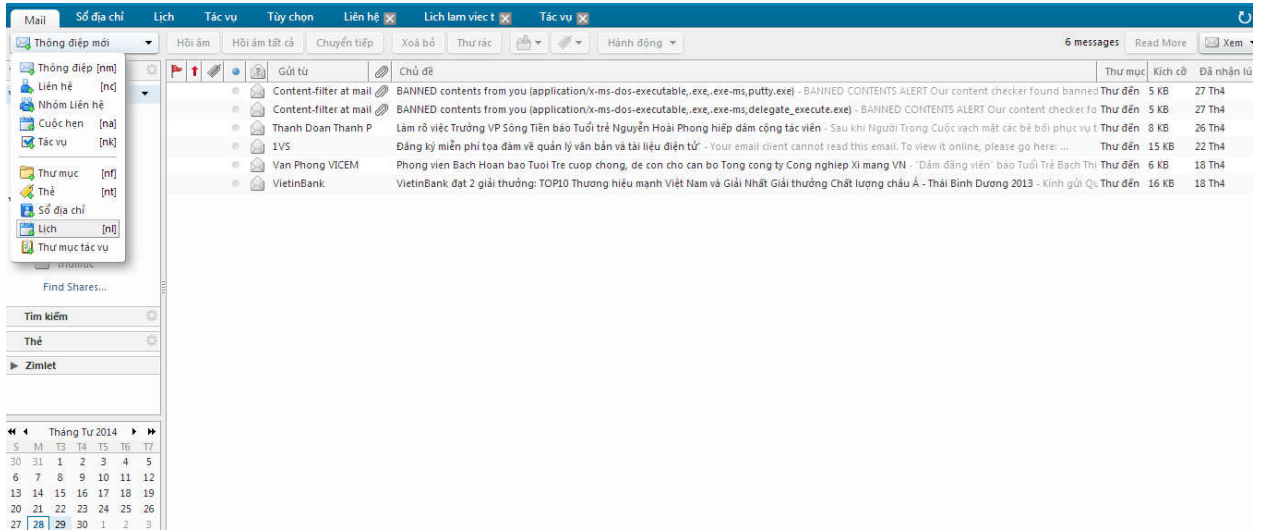 Mail Sổ địa chỉ Lịch Tác vụ Tùy chọn Liên hệ Lich lam viec t Tác vụ
Thông điệp mới Hồi âm Hồi âm tất cả Chuyển tiếp Xoá bỏ Thư rác Hành động 6 messages Read More Xem
Thông điệp [nm]
Liên hệ [nc]
Nhóm Liên hệ
Cuộc hẹn [na]
Tác vụ [nk]
Thư mục [nf]
Thẻ [nt]
Sổ địa chỉ
Lịch [nl]
Thư mục tác vụ
Find Shares...
Tìm kiếm
Thẻ
Zimlet
Gửi từ Chủ đề Thư mục Kích cỡ Đã nhận lú
Content-filter at mail BANNED contents from you (application/x-ms-dos-executable,.exe,.exe-ms,putty.exe) - BANNED CONTENTS ALERT Our content checker found banned Thư đến 5 KB 27 Th4
Content-filter at mail BANNED contents from you (application/x-ms-dos-executable,.exe,.exe-ms,delegate_execute.exe) - BANNED CONTENTS ALERT Our content checker fo Thư đến 5 KB 27 Th4
Thanh Doan Thanh P Làm rõ việc Trưởng VP Sông Tiền báo Tuổi trẻ Nguyễn Hoài Phong hiếp dâm cộng tác viên - Sau khi Người Trong Cuộc vạch mặt các bê bối phục vụ t Thư đến 8 KB 26 Th4
1VS Đăng ký miễn phí tọa đàm về quản lý văn bản và tài liệu điện tử - Your email client cannot read this email. To view it online, please go here: ... Thư đến 15 KB 22 Th4
Van Phong VICEM Phong vien Bach Hoan bao Tuoi Tre cuop chong, de con cho can bo Tong cong ty Cong nghiep Xi mang VN - "Dám đảng viên" báo Tuổi Trẻ Bạch Thị Thư đến 6 KB 18 Th4
VietinBank VietinBank đạt 2 giải thưởng: TOP10 Thương hiệu mạnh Việt Nam và Giải Nhất Giải thưởng Chất lượng châu Á - Thái Bình Dương 2013 - Kính gửi Qu Thư đến 16 KB 18 Th4
Tháng Tư 2014
S M T3 T4 T5 T6 T7
30 31 1 2 3 4 5
6 7 8 9 10 11 12
13 14 15 16 17 18 19
20 21 22 23 24 25 26
27 28 29 30 1 2 3